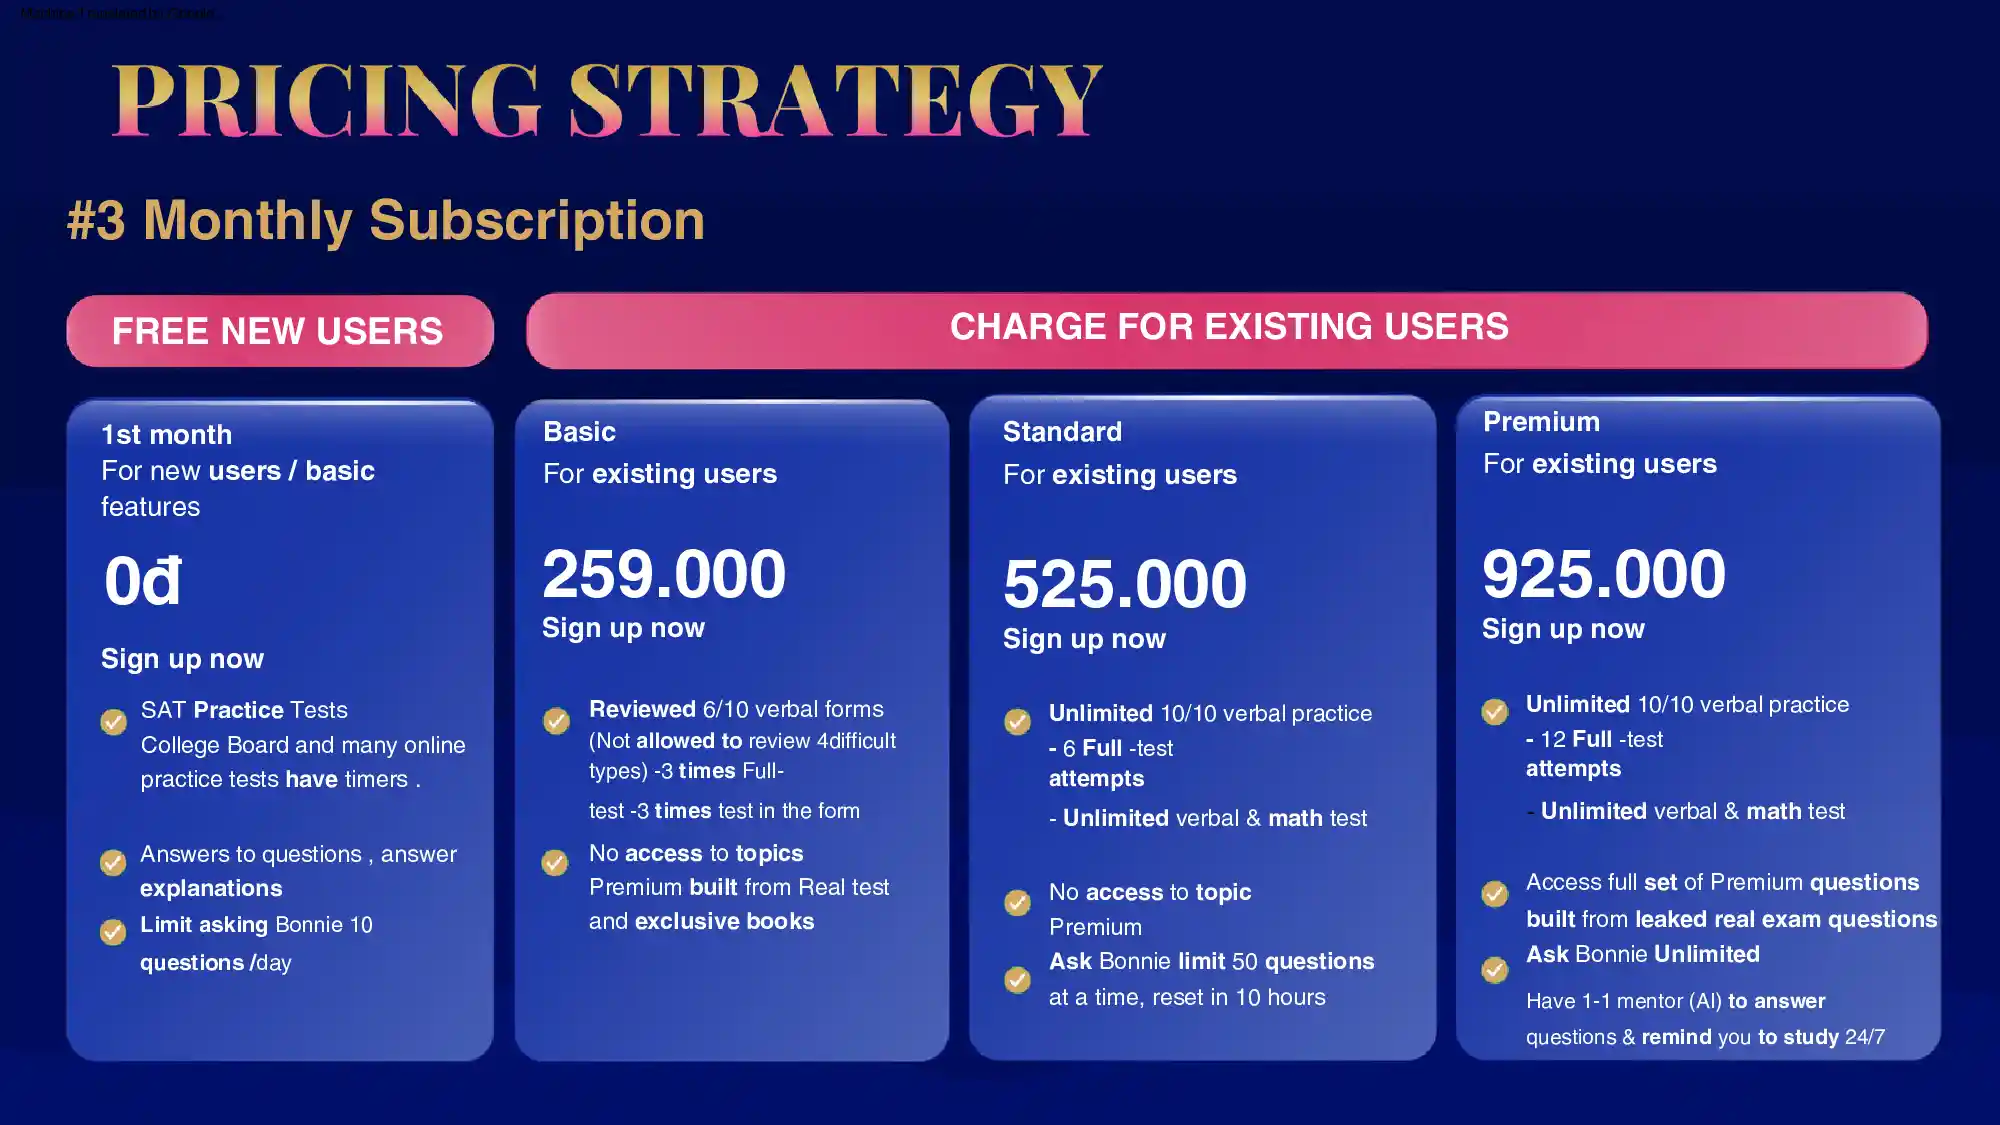 Machine Translated by Google
PRICING STRATEGY
#3 Monthly Subscription
FREE NEW USERS
CHARGE FOR EXISTING USERS
1st month
For new users / basic
features
0đ
Sign up now
SAT Practice Tests
College Board and many online
practice tests have timers .
Answers to questions , answer
explanations
Limit asking Bonnie 10
questions /day
Basic
For existing users
259.000
Sign up now
Reviewed 6/10 verbal forms
(Not allowed to review 4difficult
types) -3 times Full-
test -3 times test in the form
No access to topics
Premium built from Real test
and exclusive books
Standard
For existing users
525.000
Sign up now
Unlimited 10/10 verbal practice
- 6 Full -test
attempts
- Unlimited verbal & math test
No access to topic
Premium
Ask Bonnie limit 50 questions
at a time, reset in 10 hours
Premium
For existing users
925.000
Sign up now
Unlimited 10/10 verbal practice
- 12 Full -test
attempts
- Unlimited verbal & math test
Access full set of Premium questions
built from leaked real exam questions
Ask Bonnie Unlimited
Have 1-1 mentor (AI) to answer
questions & remind you to study 24/7